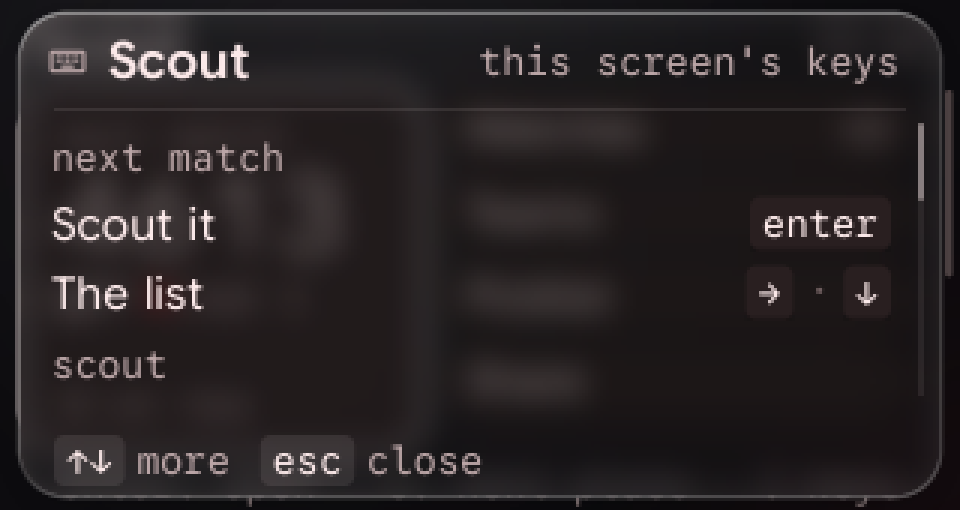 Scout this screen's keys
next match
Scout it enter
The list → · ↓
scout
↑↓ more esc close